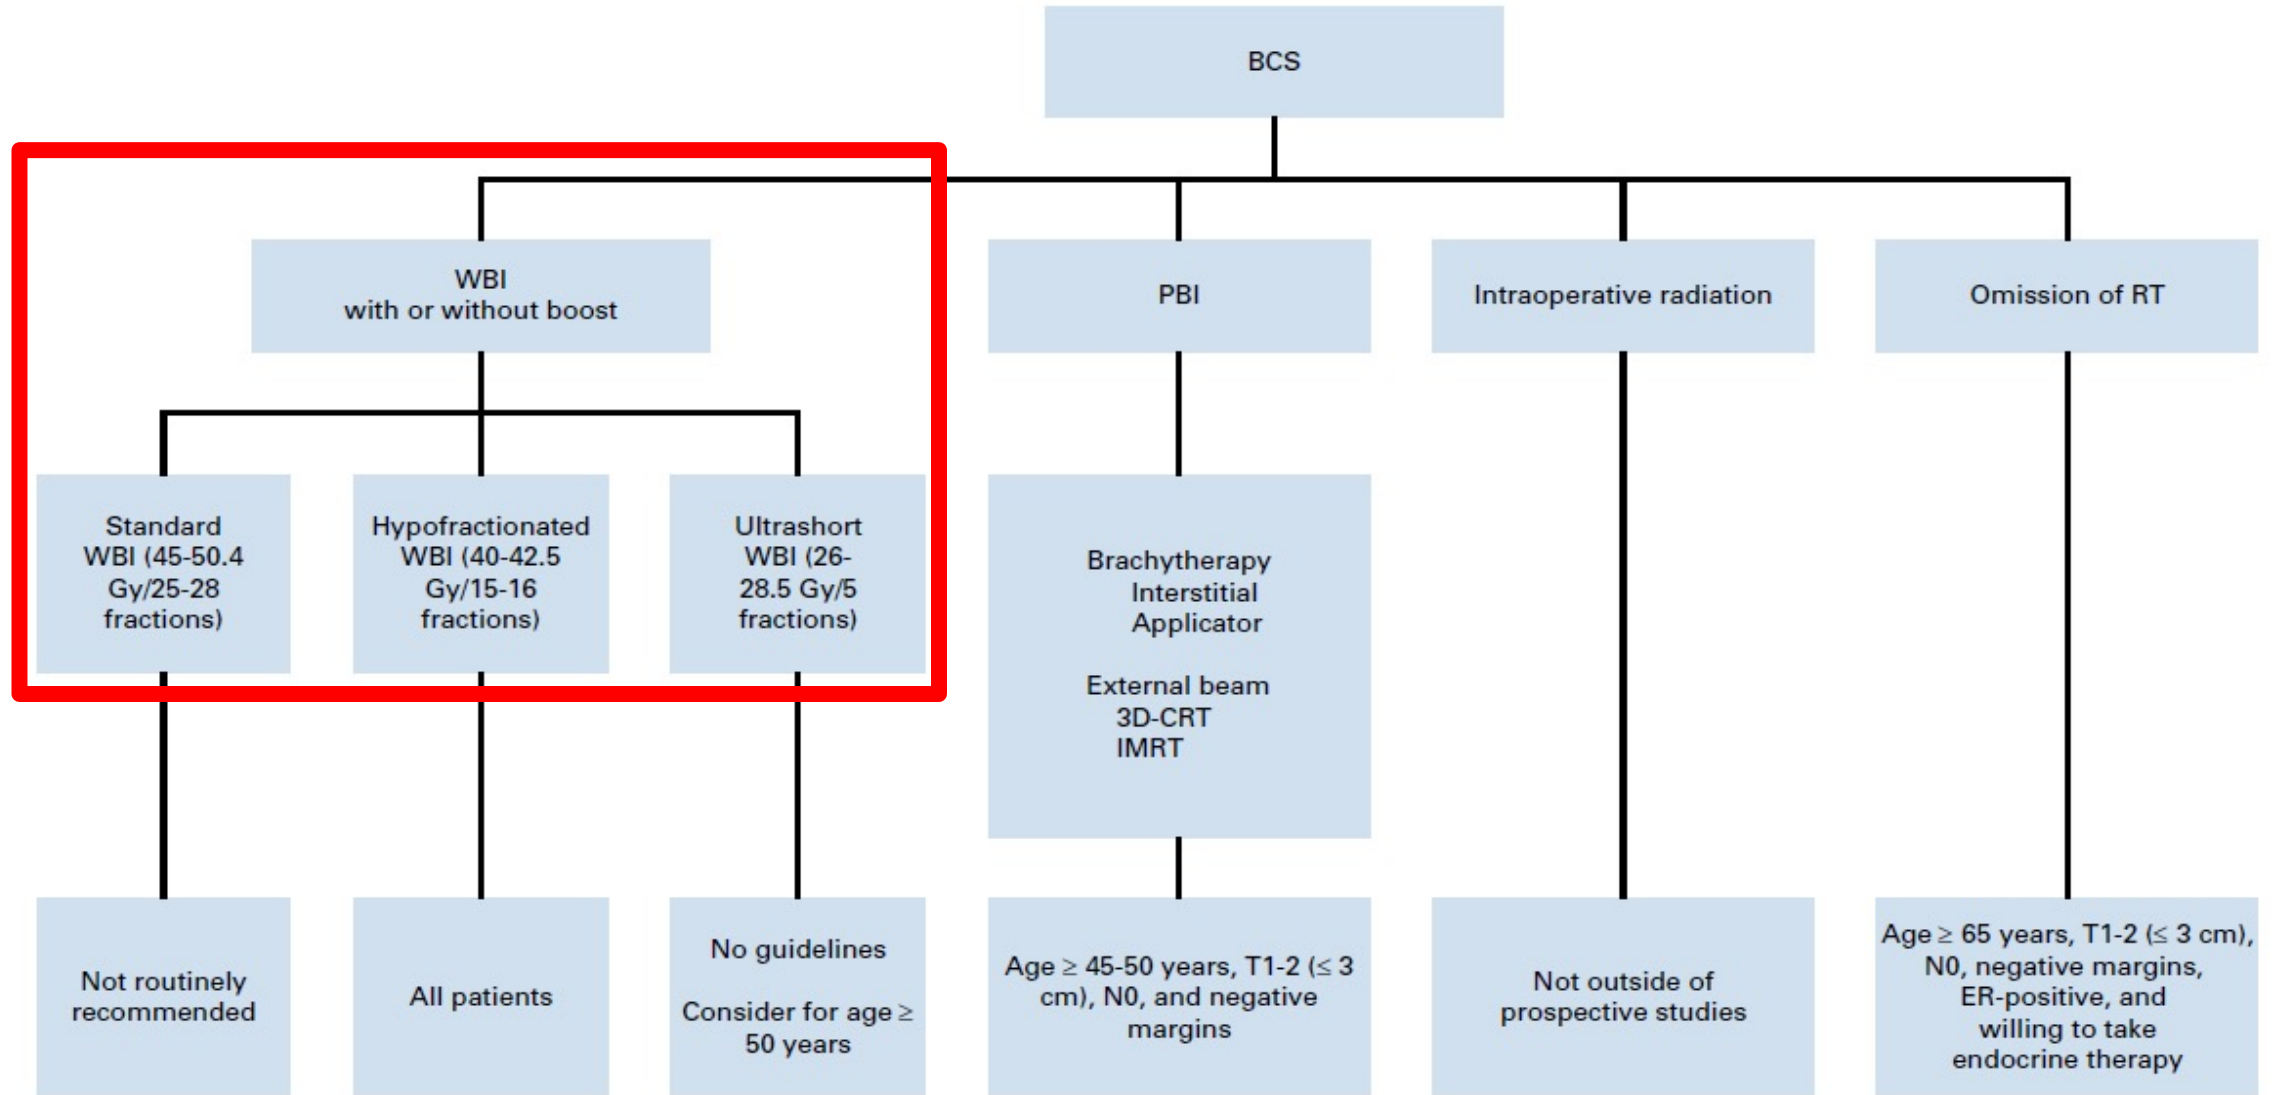 BCS
WBI
with or without boost
PBI
Intraoperative radiation
Omission of RT
Standard
WBI (45-50.4
Gy/25-28
fractions)
Hypofractionated
WBI (40-42.5
Gy/15-16
fractions)
Ultrashort
WBI (26-
28.5 Gy/5
fractions)
Brachytherapy
Interstitial
Applicator
External beam
3D-CRT
IMRT
Not routinely
recommended
All patients
No guidelines
Consider for age ≥
50 years
Age ≥ 45-50 years, T1-2 (≤ 3
cm), N0, and negative
margins
Not outside of
prospective studies
Age ≥ 65 years, T1-2 (≤ 3 cm),
N0, negative margins,
ER-positive, and
willing to take
endocrine therapy